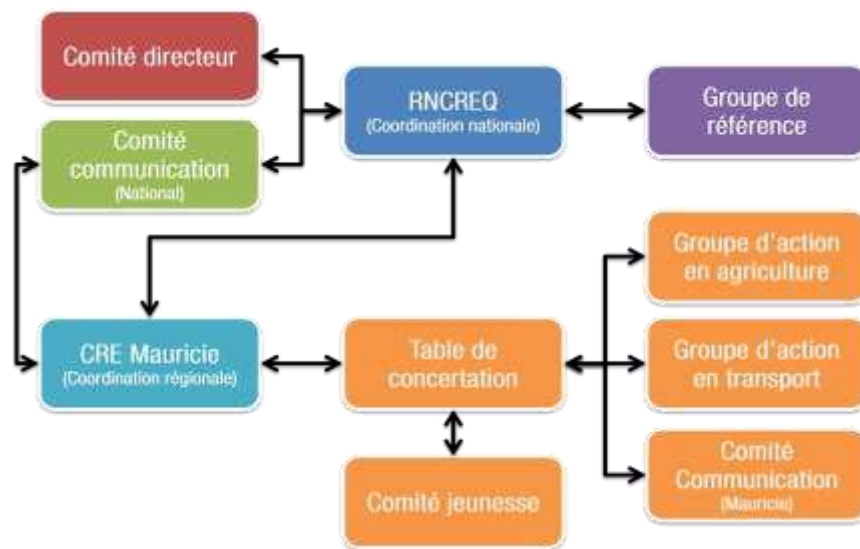 Comité directeur
RNCREQ
(Coordination nationale)
Groupe de
référence
Comité
communication
(National)
Groupe d'action
en agriculture
CRE Mauricie
(Coordination régionale)
Table de
concertation
Groupe d'action
en transport
Comité jeunesse
Comité
Communication
(Mauricie)